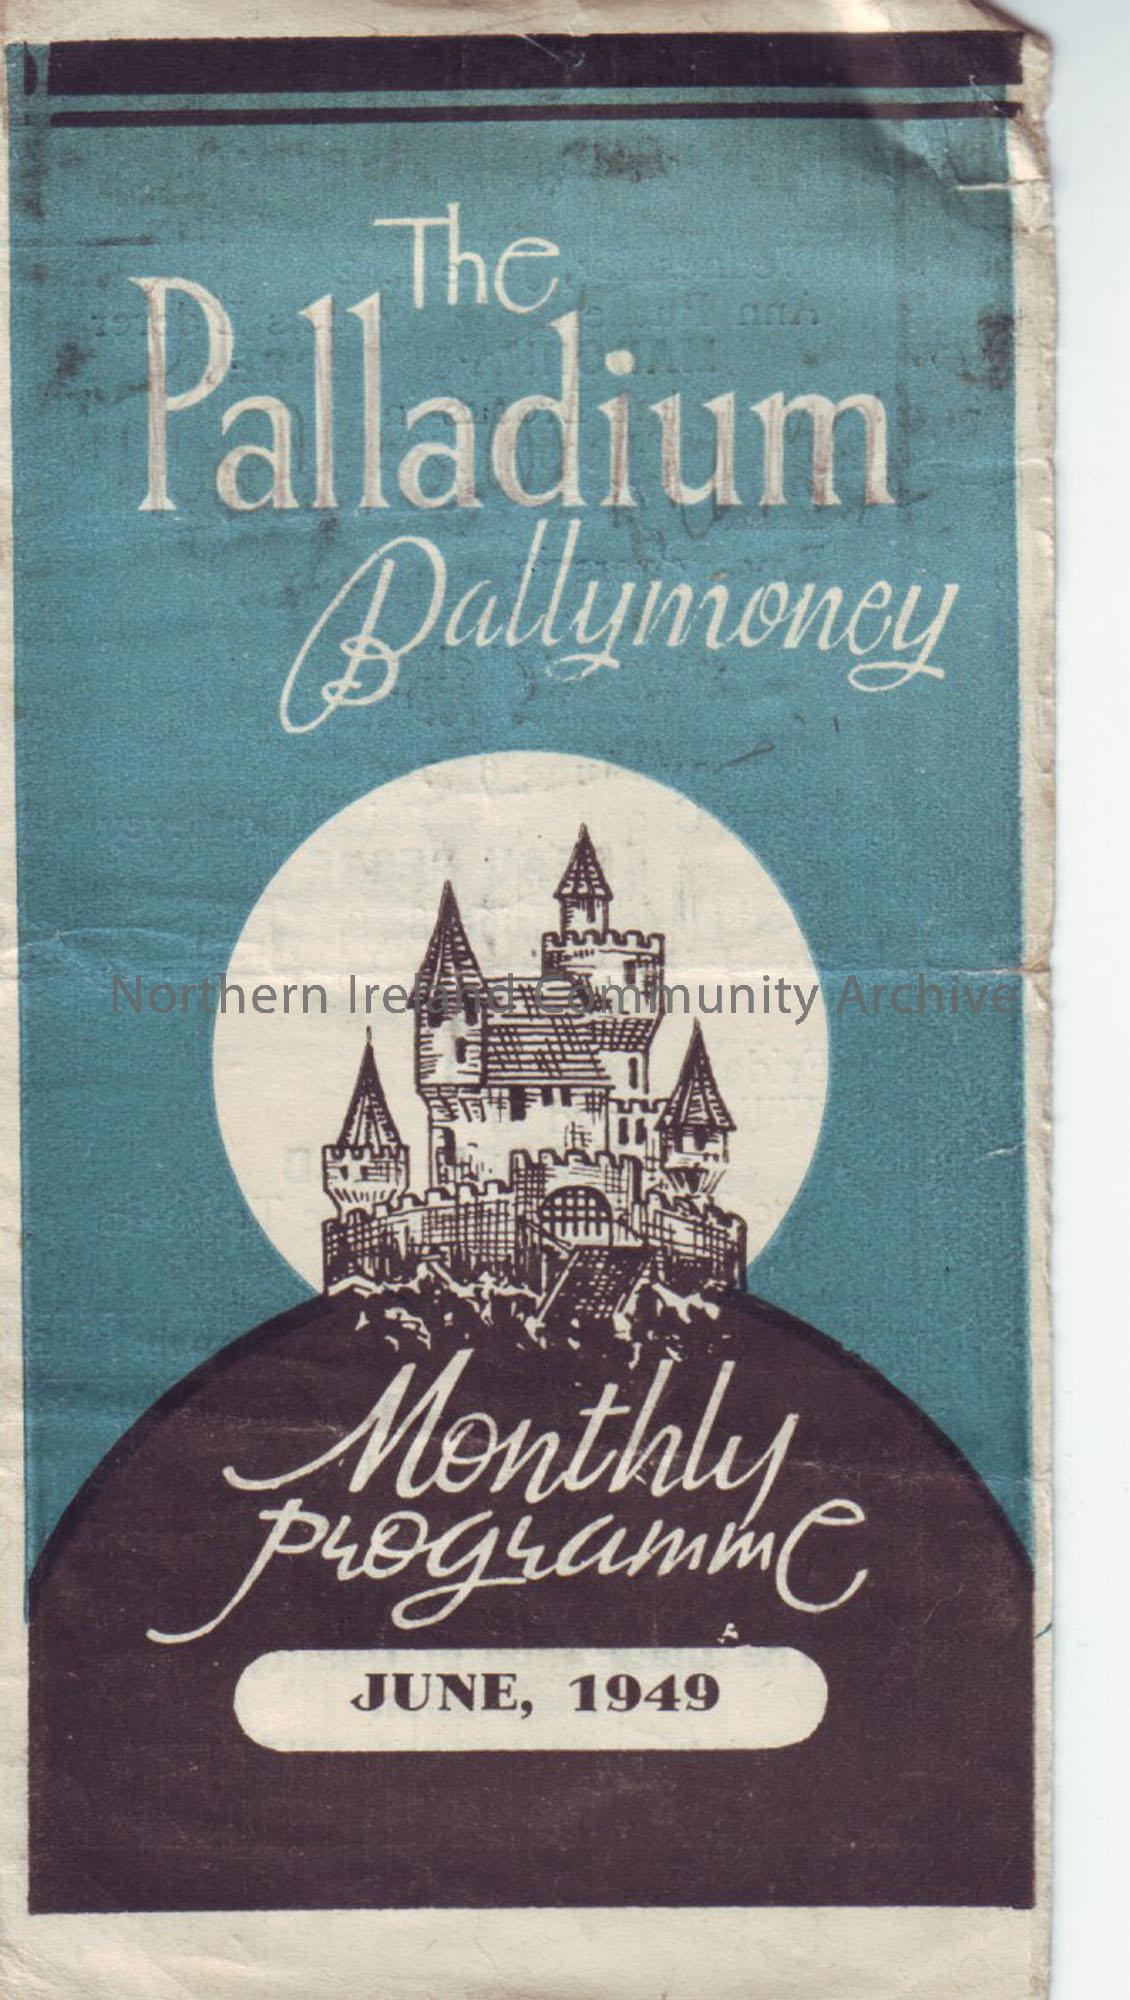 The
Palladium
Ballymoney
Northern Ireland Community Archive
Monthly
programme
JUNE, 1949